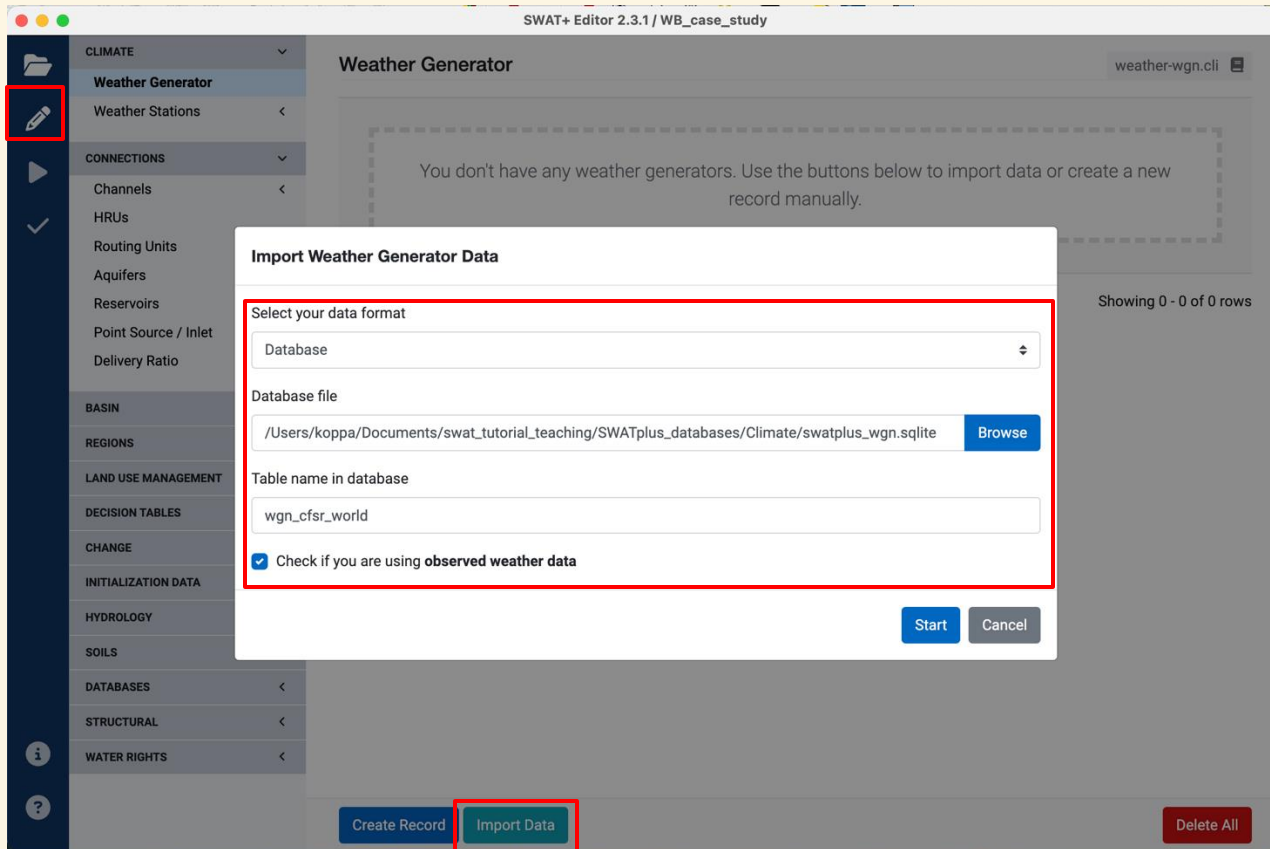 SWAT+ Editor 2.3.1 / WB_case_study
CLIMATE
Weather Generator
Weather Stations
CONNECTIONS
Channels
HRUs
Routing Units
Aquifers
Reservoirs
Point Source / Inlet
Delivery Ratio
BASIN
REGIONS
LAND USE MANAGEMENT
DECISION TABLES
CHANGE
INITIALIZATION DATA
HYDROLOGY
SOILS
DATABASES
STRUCTURAL
WATER RIGHTS
Weather Generator
weather-wgn.cli
You don't have any weather generators. Use the buttons below to import data or create a new
record manually.
Showing 0 - 0 of 0 rows
Import Weather Generator Data
Select your data format
Database
Database file
/Users/koppa/Documents/swat_tutorial_teaching/SWATplus_databases/Climate/swatplus_wgn.sqlite
Browse
Table name in database
wgn_cfsr_world
Check if you are using observed weather data
Start
Cancel
Create Record
Import Data
Delete All